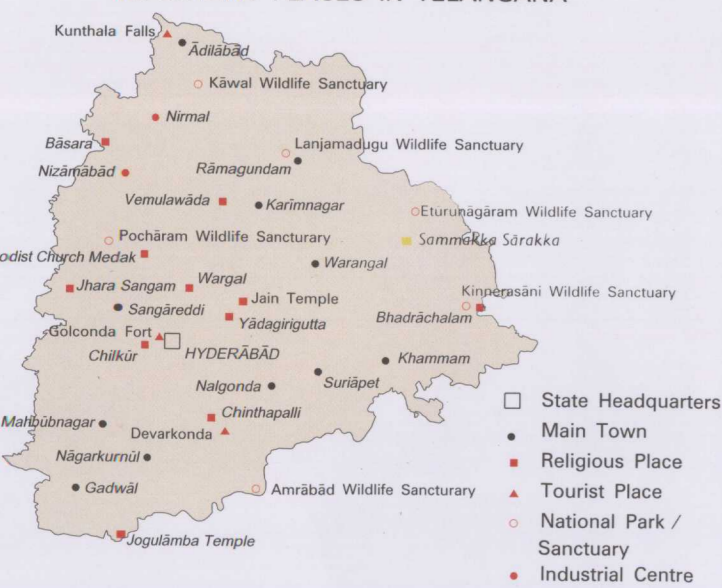 Kunthala Falls
Ādilābād
Kāwal Wildlife Sanctuary
Nirmal
Bāsara
Lanjamadugu Wildlife Sanctuary
Rāmagundam
Nizāmābād
Vemulawāda
Karīmnagar
Eturunāgāram Wildlife Sanctuary
Pochāram Wildlife Sancturary
Sammakka Sārakka
odist Church Medak
Warangal
Jhara Sangam
Wargal
Kinnerasāni Wildlife Sanctuary
Jain Temple
Sangāreddi
Yādagirigutta
Bhadrāchalam
Golconda Fort
Chilkūr
HYDERĀBĀD
Khammam
Suriāpet
Nalgonda
Mahbūbnagar
Chinthapalli
Devarkonda
Nāgarkurnūl
Gadwāl
Amrābād Wildlife Sancturary
Jogulāmba Temple
State Headquarters
Main Town
Religious Place
Tourist Place
National Park /
Sanctuary
Industrial Centre